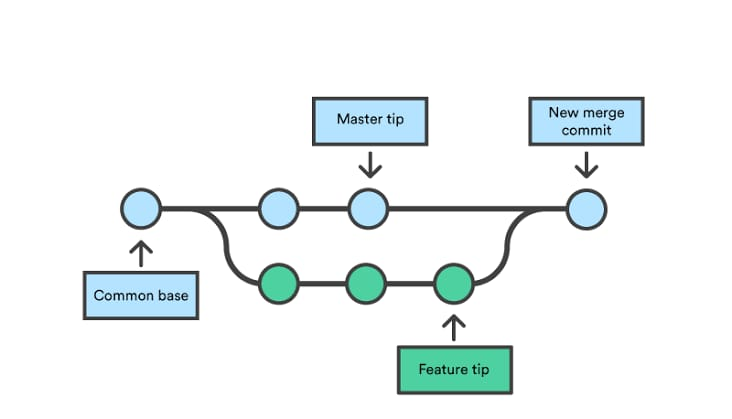 Master tip
New merge
commit
Common base
Feature tip